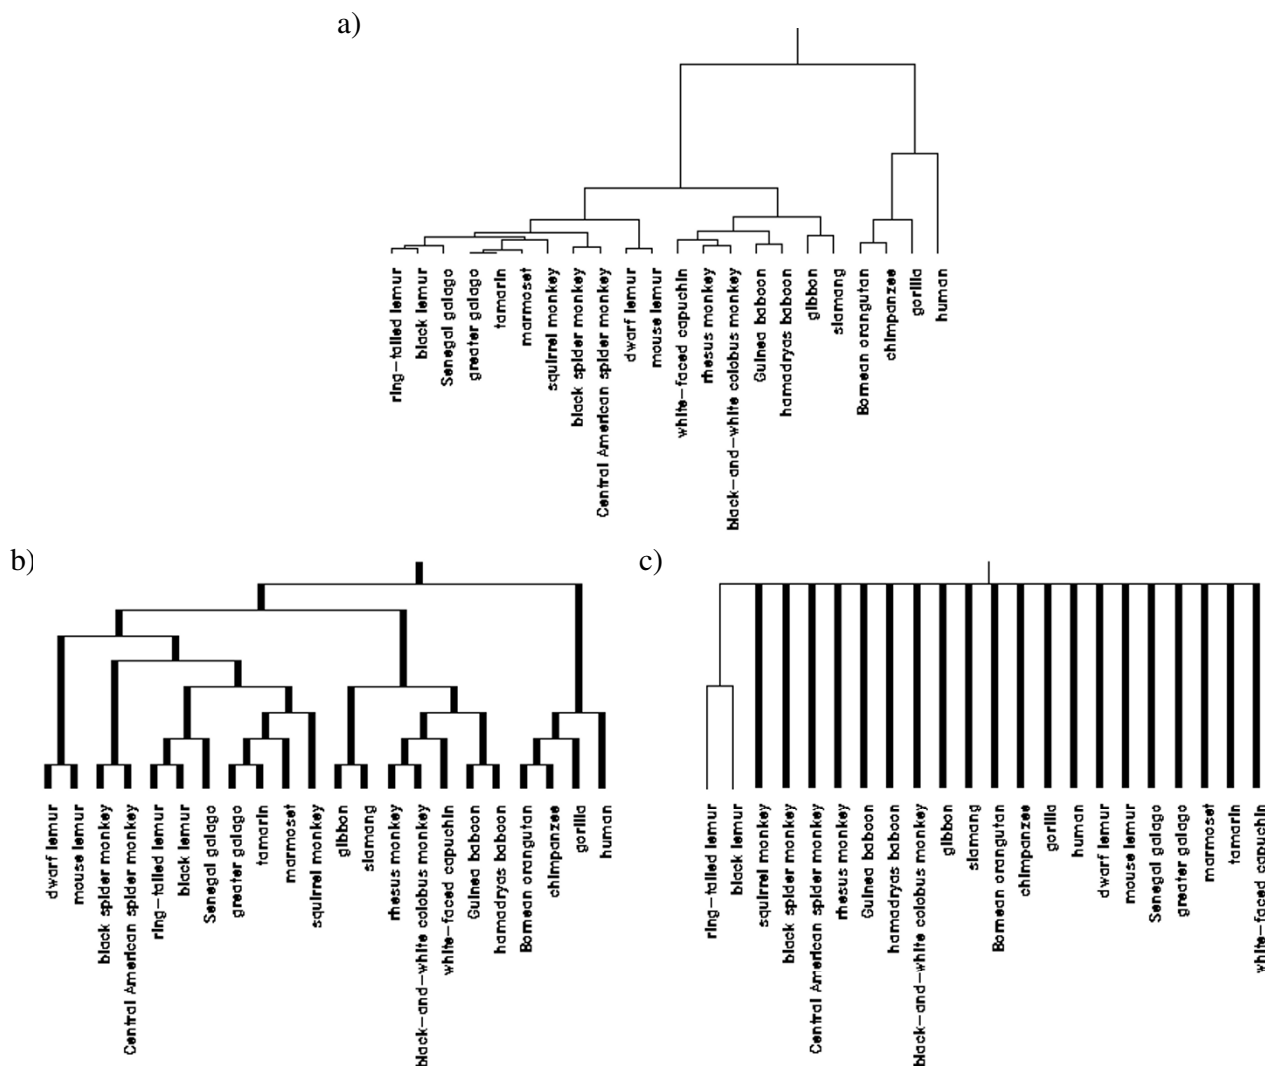 a)
ring-tailed lemur
black lemur
Senegal galago
greater galago
tamarin
marmoset
squirrel monkey
black spider monkey
Central American spider monkey
dwarf lemur
mouse lemur
white-faced capuchin
rhesus monkey
black-and-white colobus monkey
Guinea baboon
hamadryas baboon
gibbon
siamang
Bornean orangutan
chimpanzee
gorilla
human
b)
dwarf lemur
mouse lemur
black spider monkey
Central American spider monkey
ring-tailed lemur
black lemur
Senegal galago
greater galago
tamarin
marmoset
squirrel monkey
gibbon
siamang
rhesus monkey
black-and-white colobus monkey
white-faced capuchin
Guinea baboon
hamadryas baboon
Bornean orangutan
chimpanzee
gorilla
human
c)
ring-tailed lemur
black lemur
squirrel monkey
black spider monkey
Central American spider monkey
rhesus monkey
Guinea baboon
hamadryas baboon
black-and-white colobus monkey
gibbon
siamang
Bornean orangutan
chimpanzee
gorilla
human
dwarf lemur
mouse lemur
Senegal galago
greater galago
marmoset
tamarin
white-faced capuchin